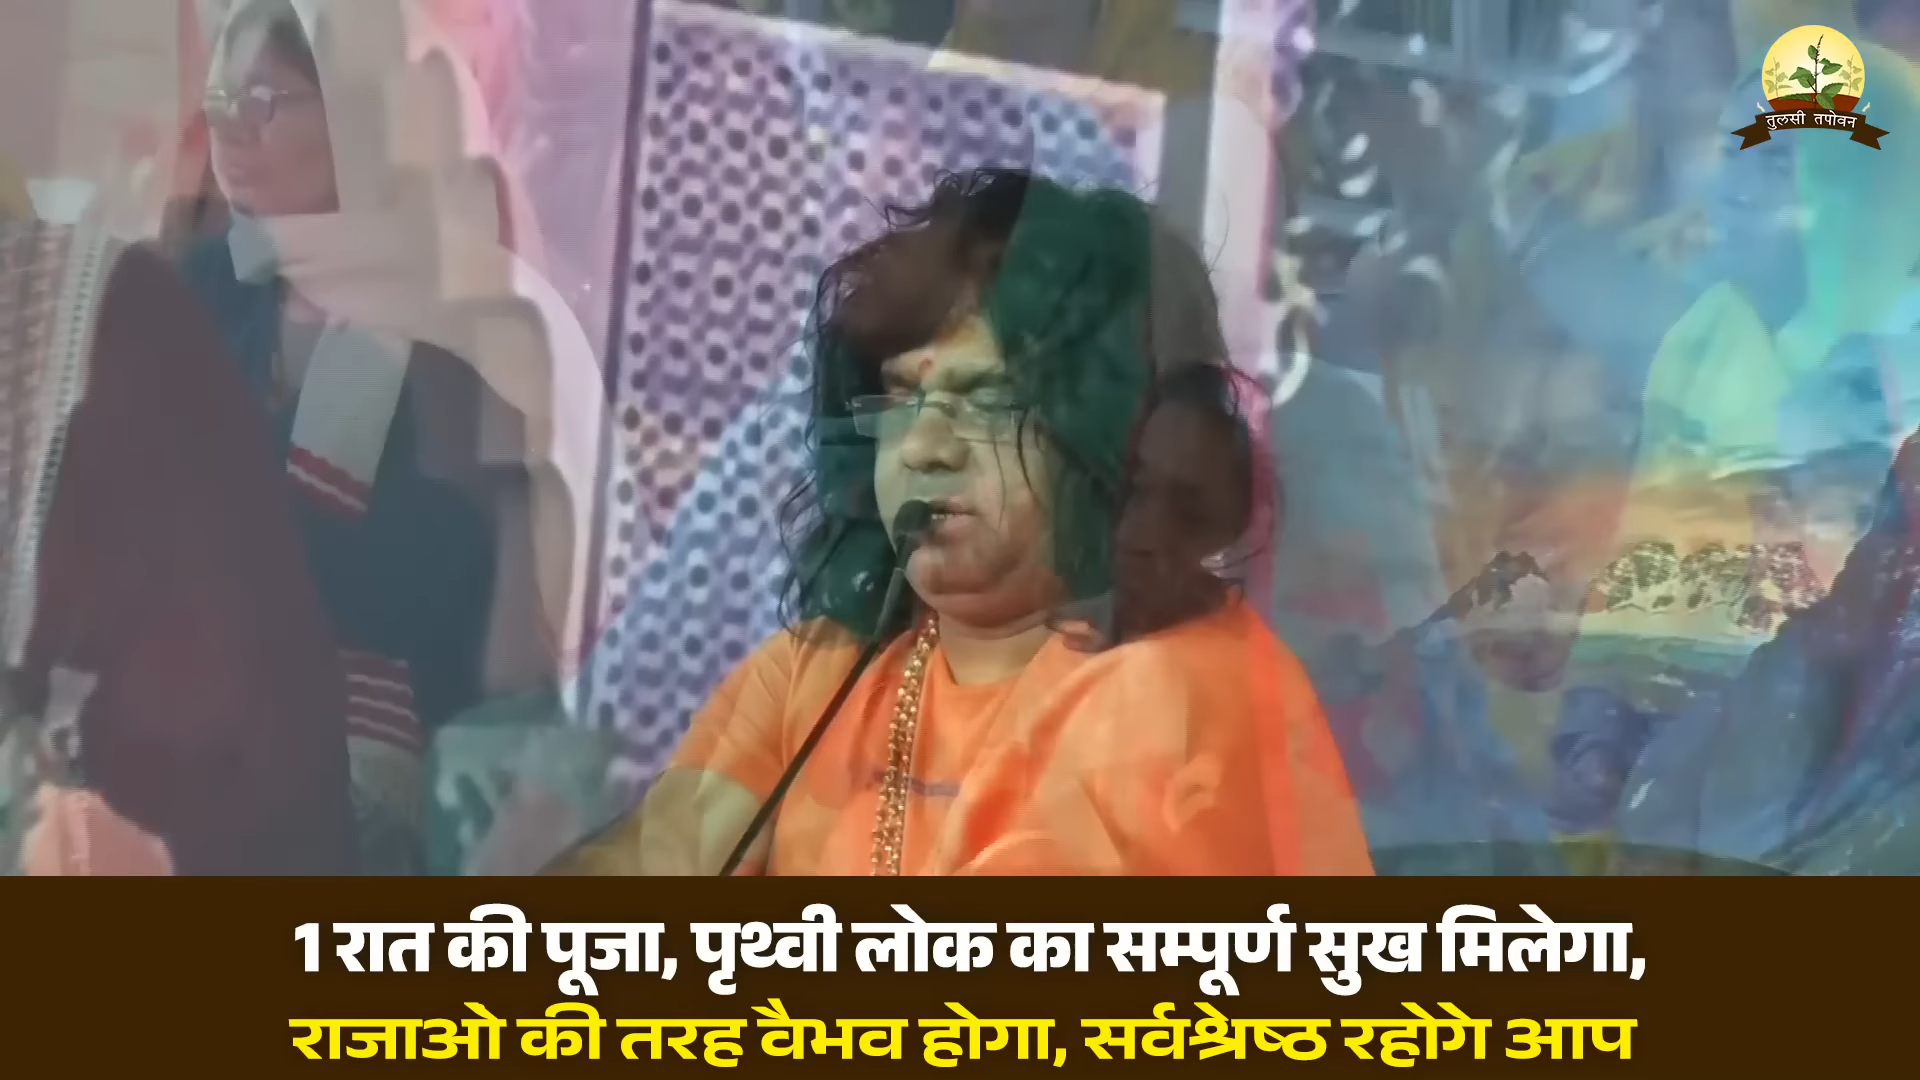 तुलसी तपोवन
1 रात की पूजा, पृथ्वी लोक का सम्पूर्ण सुख मिलेगा,
राजाओ की तरह वैभव होगा, सर्वश्रेष्ठ रहोगे आप